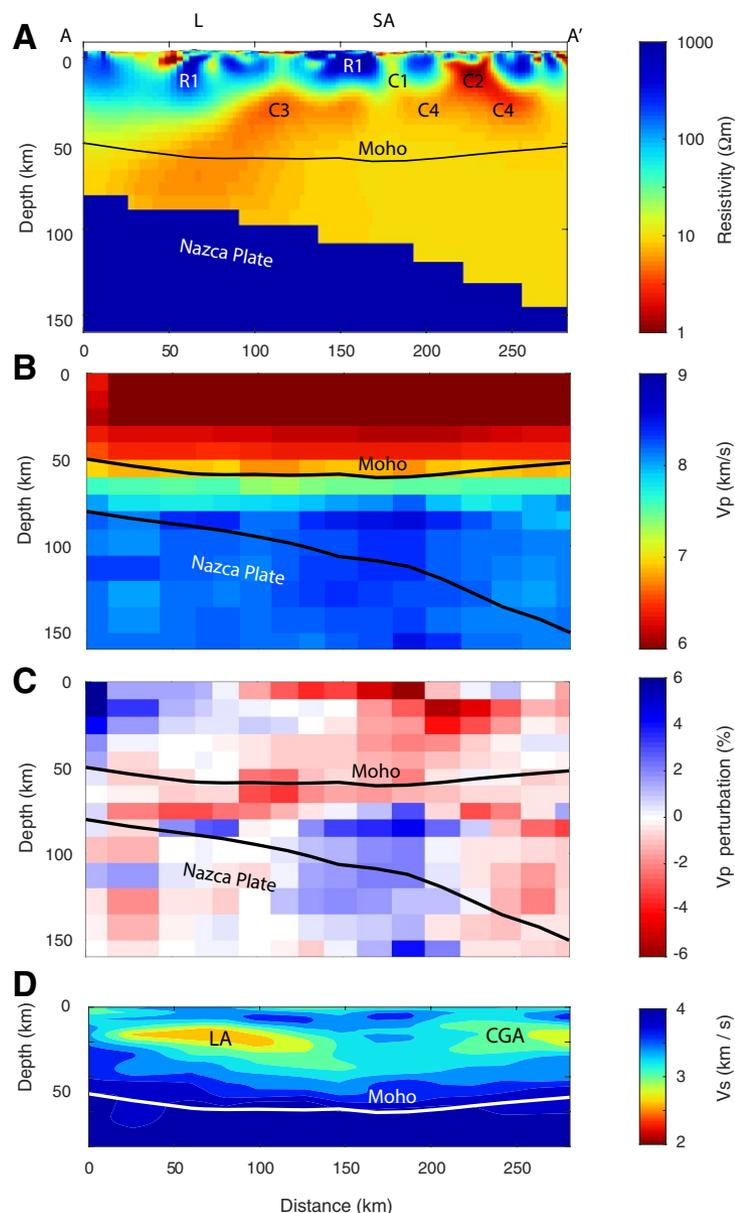 L SA
A
A A'
0
50
100
150
Depth (km)
R1 R1 C1 C2
C3 C4 C4
Moho
Nazca Plate
0 50 100 150 200 250
1000
100
10
1
Resistivity (Ωm)
B
0
50
100
150
Depth (km)
Moho
Nazca Plate
9
8
7
6
Vp (km/s)
C
0
50
100
150
Depth (km)
Moho
Nazca Plate
6
4
2
0
-2
-4
-6
Vp perturbation (%)
D
0
50
Depth (km)
LA CGA
Moho
0 50 100 150 200 250
Distance (km)
4
3
2
Vs (km / s)